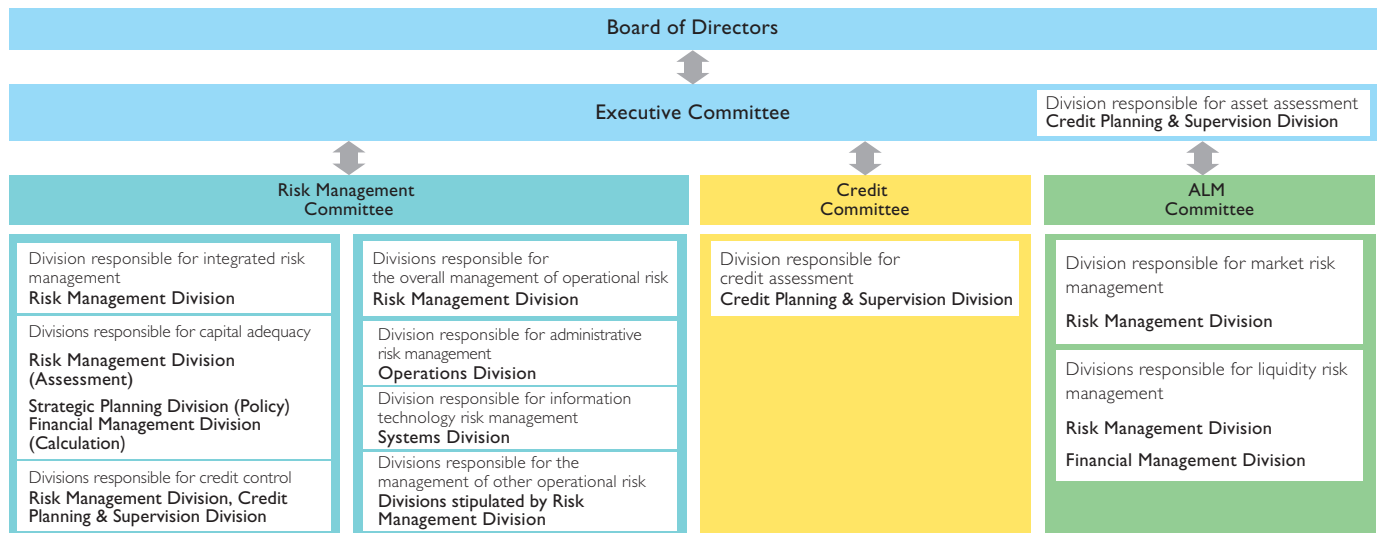 Board of Directors
Executive Committee
Division responsible for asset assessment
Credit Planning & Supervision Division
Risk Management
Committee
Division responsible for integrated risk
management
Risk Management Division
Divisions responsible for capital adequacy
Risk Management Division
(Assessment)
Strategic Planning Division (Policy)
Financial Management Division
(Calculation)
Divisions responsible for credit control
Risk Management Division, Credit
Planning & Supervision Division
Divisions responsible for
the overall management of operational risk
Risk Management Division
Division responsible for administrative
risk management
Operations Division
Division responsible for information
technology risk management
Systems Division
Divisions responsible for the
management of other operational risk
Divisions stipulated by Risk
Management Division
Credit
Committee
Division responsible for
credit assessment
Credit Planning & Supervision Division
ALM
Committee
Division responsible for market risk
management
Risk Management Division
Divisions responsible for liquidity risk
management
Risk Management Division
Financial Management Division